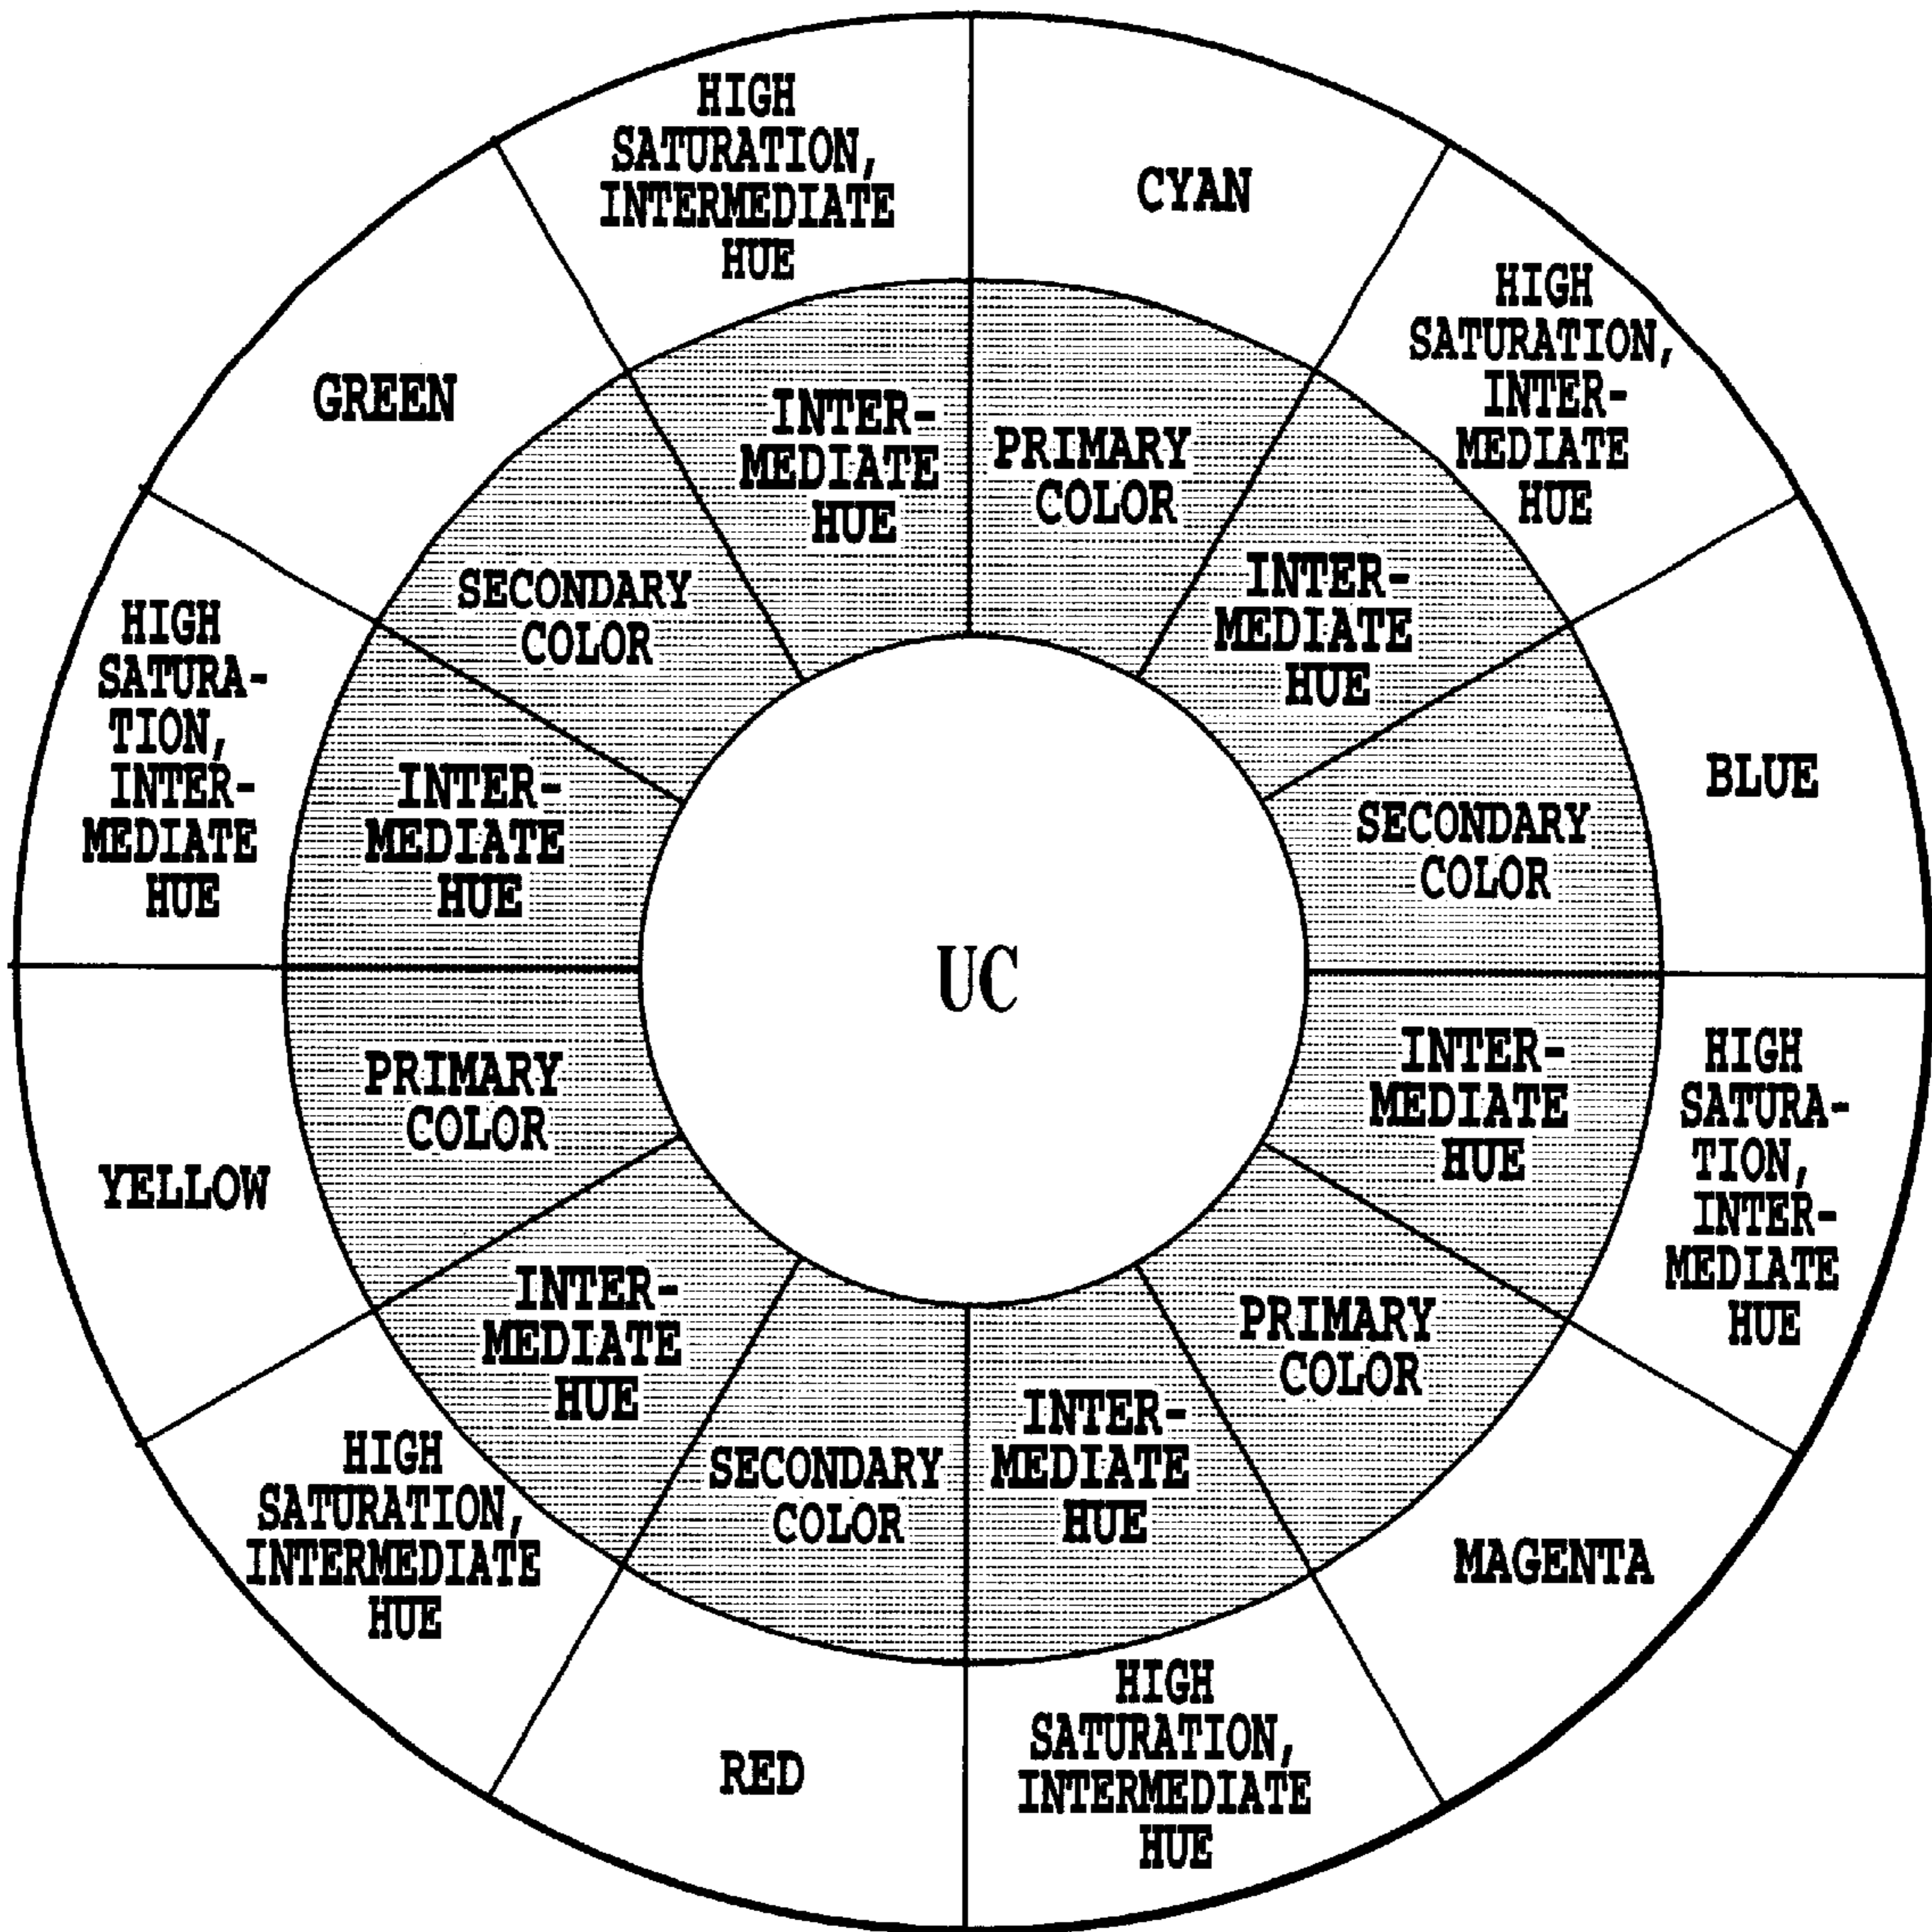 HIGH
SATURATION,
INTERMEDIATE
HUE
CYAN
HIGH
SATURATION,
INTER-
MEDIATE
HUE
BLUE
HIGH
SATURA-
TION,
INTER-
MEDIATE
HUE
MAGENTA
HIGH
SATURATION,
INTERMEDIATE
HUE
RED
HIGH
SATURATION,
INTERMEDIATE
HUE
YELLOW
HIGH
SATURA-
TION,
INTER-
MEDIATE
HUE
GREEN
INTER-
MEDIATE
HUE
PRIMARY
COLOR
INTER-
MEDIATE
HUE
SECONDARY
COLOR
INTER-
MEDIATE
HUE
PRIMARY
COLOR
INTER-
MEDIATE
HUE
SECONDARY
COLOR
INTER-
MEDIATE
HUE
PRIMARY
COLOR
INTER-
MEDIATE
HUE
SECONDARY
COLOR
UC